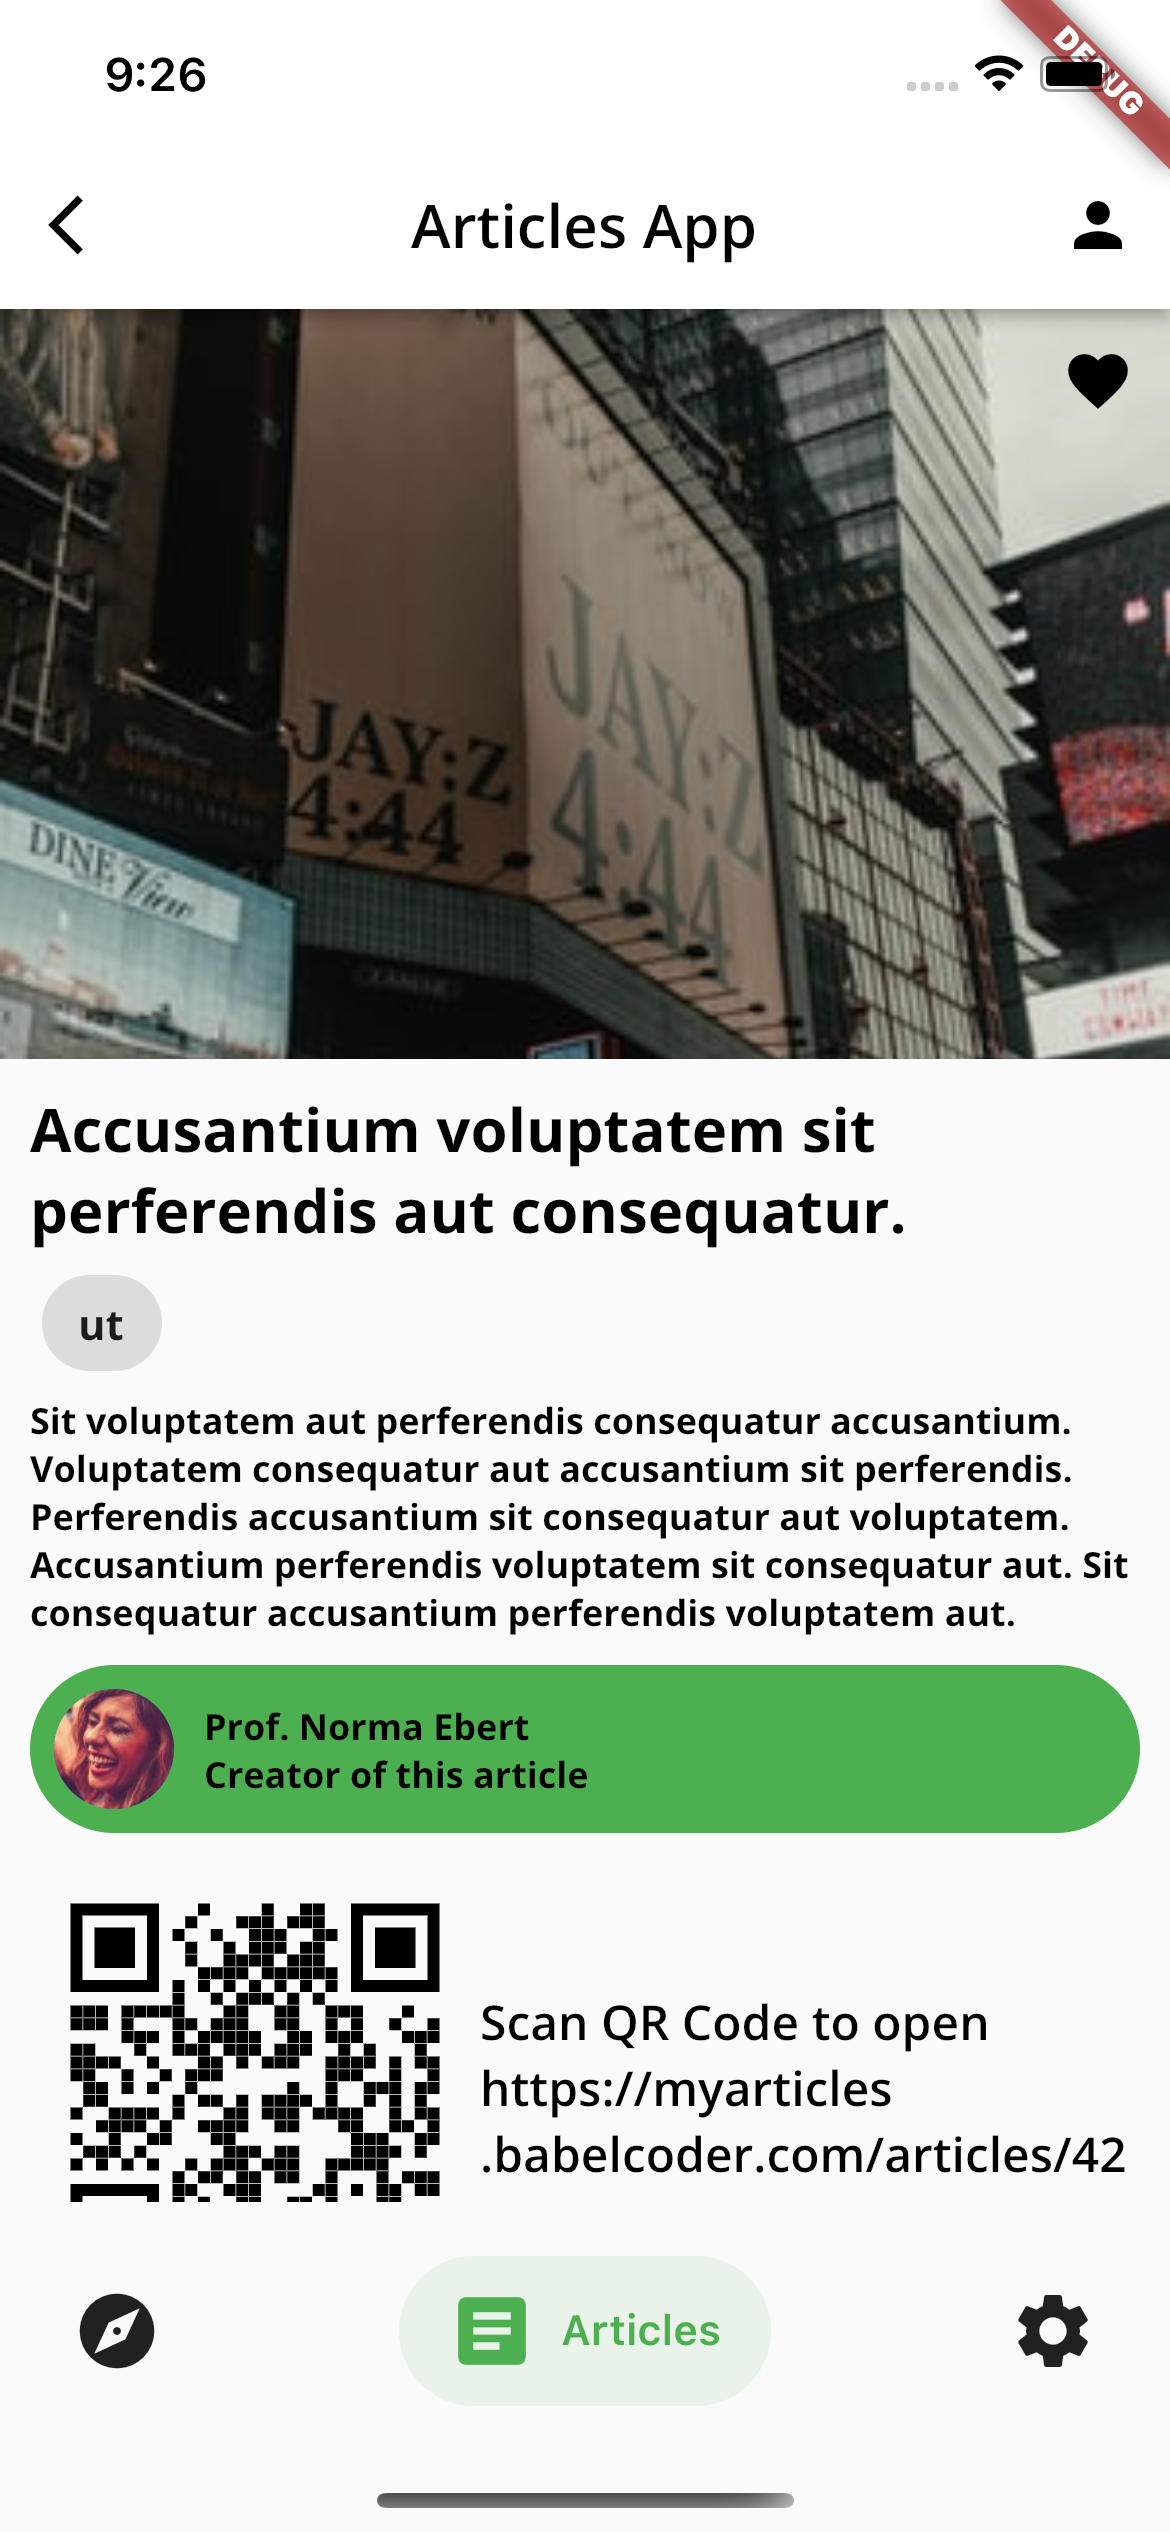 9:26
DEBUG
Articles App
JAY:Z
4:44
JAY:Z
4:44
DINE View
TIME
Accusantium voluptatem sit
perferendis aut consequatur.
ut
Sit voluptatem aut perferendis consequatur accusantium.
Voluptatem consequatur aut accusantium sit perferendis.
Perferendis accusantium sit consequatur aut voluptatem.
Accusantium perferendis voluptatem sit consequatur aut. Sit
consequatur accusantium perferendis voluptatem aut.
Prof. Norma Ebert
Creator of this article
Scan QR Code to open
https://myarticles
.babelcoder.com/articles/42
Articles